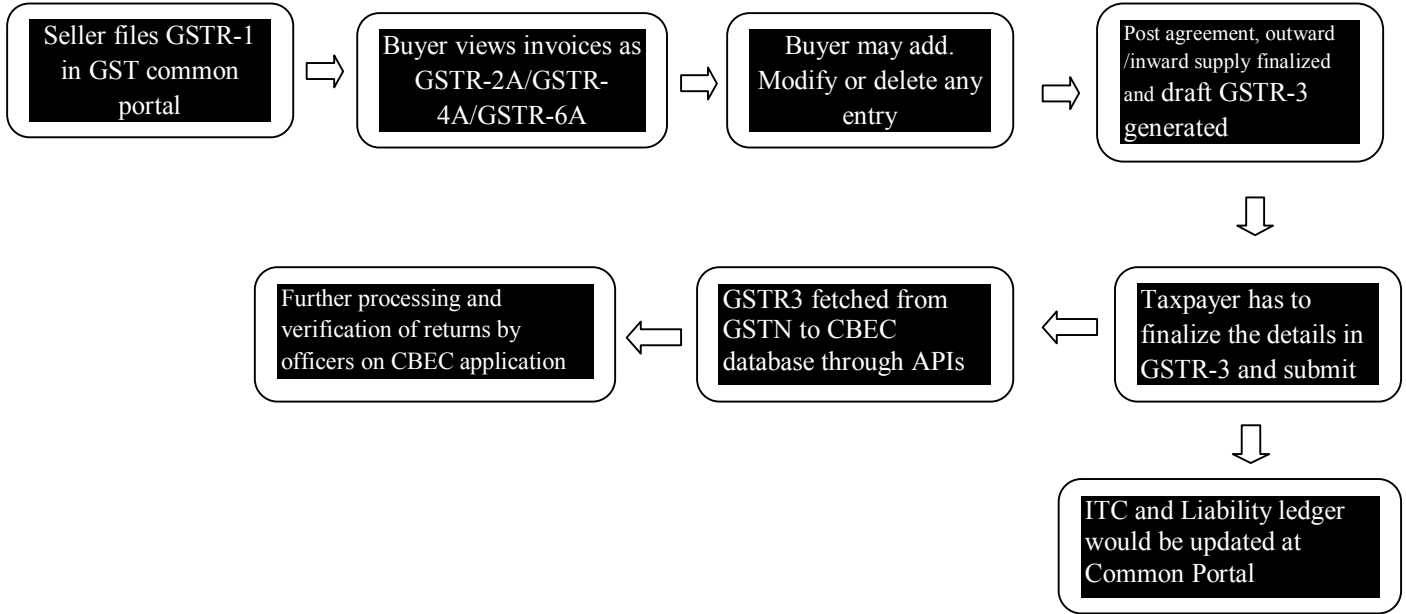 Seller files GSTR-1
in GST common
portal
Buyer views invoices as
GSTR-2A/GSTR-
4A/GSTR-6A
Buyer may add.
Modify or delete any
entry
Post agreement, outward
/inward supply finalized
and draft GSTR-3
generated
Taxpayer has to
finalize the details in
GSTR-3 and submit
GSTR3 fetched from
GSTN to CBEC
database through APIs
Further processing and
verification of returns by
officers on CBEC application
ITC and Liability ledger
would be updated at
Common Portal